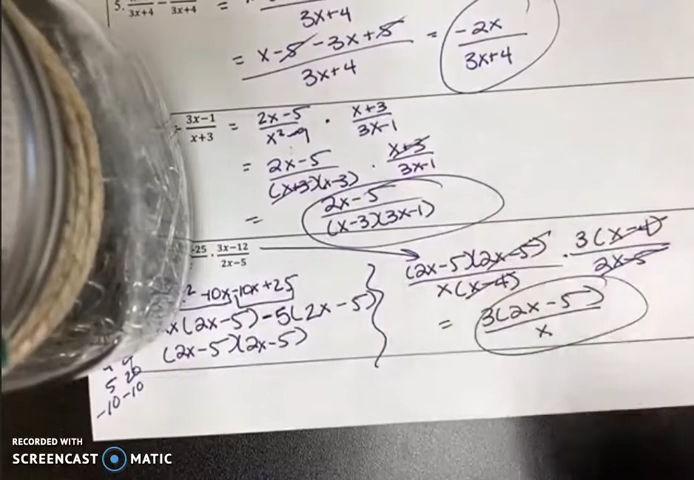 5.
3x+4 3x+4 =
3x+4
= x-5-3x+5 / 3x+4 = -2x / 3x+4
3x-1 / x+3 = 2x-5 / x²-9 · x+3 / 3x-1
= 2x-5 / (x+3)(x-3) · x+3 / 3x-1
= 2x-5 / (x-3)(3x-1)
-25 · 3x-12 / 2x-5
² -10x-10x+25
x(2x-5)-5(2x-5)
(2x-5)(2x-5)
5 20
-10 -10
(2x-5)(2x-5) / x(x-4) · 3(x-4) / 2x-5
= 3(2x-5) / x
RECORDED WITH
SCREENCAST MATIC